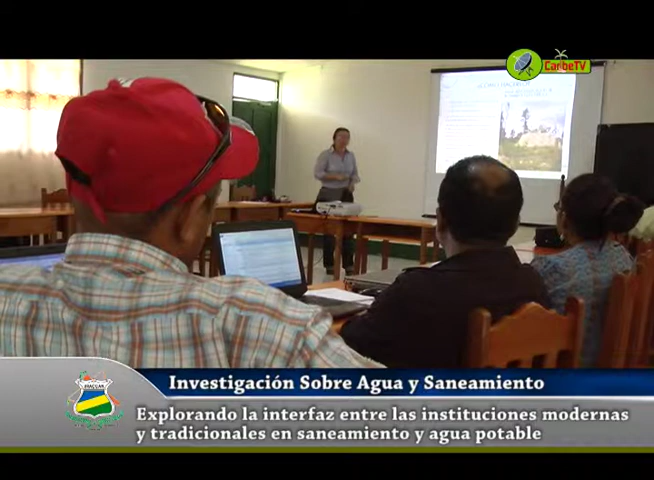 CaribeTV
Investigación Sobre Agua y Saneamiento
Explorando la interfaz entre las instituciones modernas
y tradicionales en saneamiento y agua potable